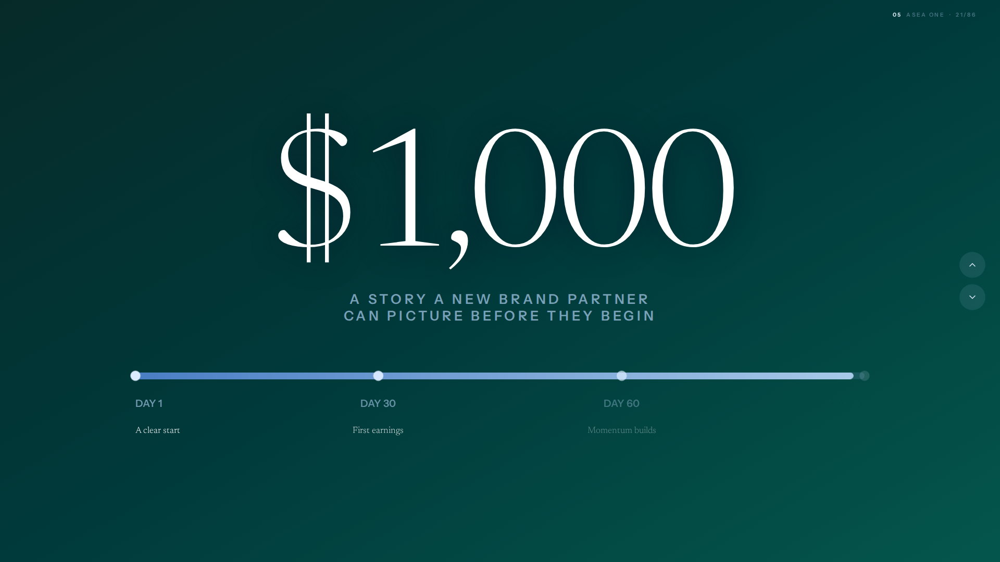 05 ASEA ONE · 21/86
$1,000
A STORY A NEW BRAND PARTNER
CAN PICTURE BEFORE THEY BEGIN
DAY 1
A clear start
DAY 30
First earnings
DAY 60
Momentum builds